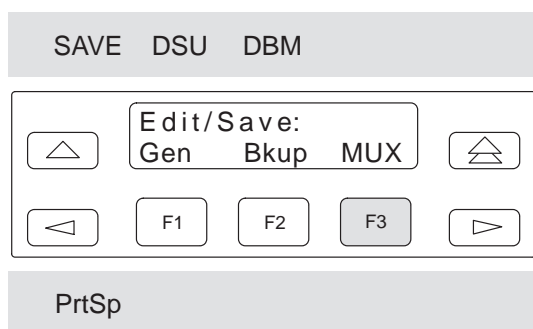 SAVE DSU DBM
Edit/Save:
Gen Bkup MUX
F1 F2 F3
PrtSp